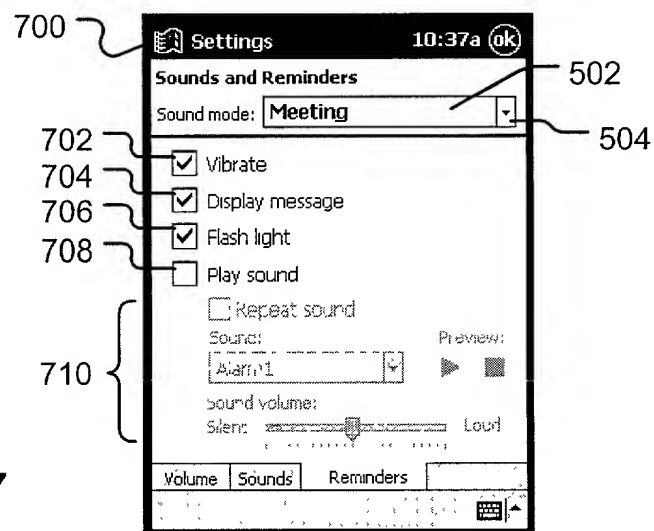 700
Settings 10:37a ok
Sounds and Reminders
502
Sound mode: Meeting
504
702
Vibrate
704
Display message
706
Flash light
708
Play sound
Repeat sound
Sound: Preview:
710
Alarm1
Sound volume:
Silent Loud
Volume Sounds Reminders